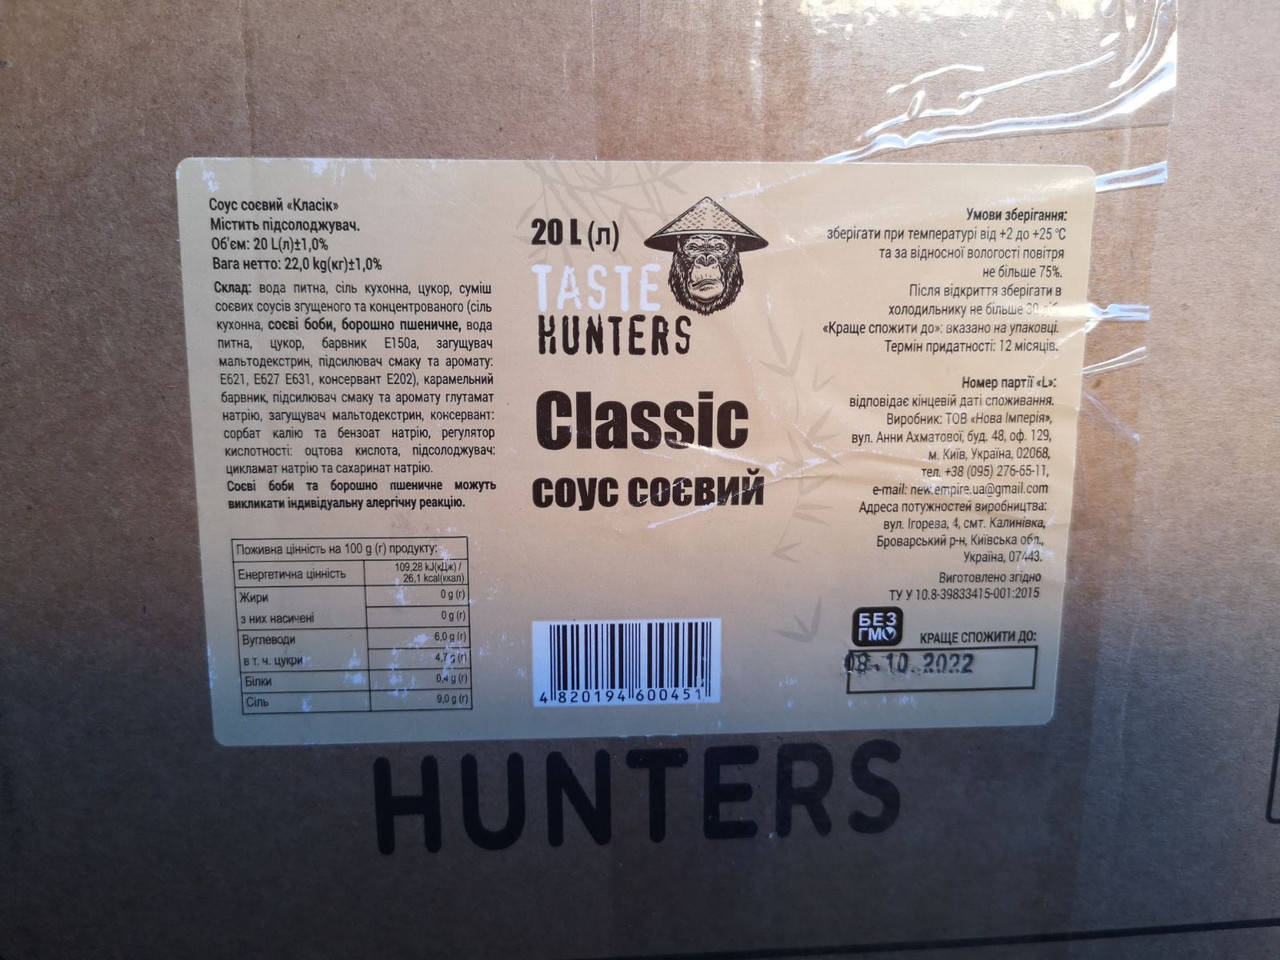 Соус соєвий «Класік»
Містить підсолоджувач.
Об'єм: 20 L(л)±1,0%
Вага нетто: 22,0 kg(кг)±1,0%
Склад: вода питна, сіль кухонна, цукор, суміш
соєвих соусів згущеного та концентрованого (сіль
кухонна, соєві боби, борошно пшеничне, вода
питна, цукор, барвник Е150а, загущувач
мальтодекстрин, підсилювач смаку та аромату:
Е621, Е627 Е631, консервант Е202), карамельний
барвник, підсилювач смаку та аромату глутамат
натрію, загущувач мальтодекстрин, консервант:
сорбат калію та бензоат натрію, регулятор
кислотності: оцтова кислота, підсолоджувач:
цикламат натрію та сахаринат натрію.
Соєві боби та борошно пшеничне можуть
викликати індивідуальну алергічну реакцію.
Поживна цінність на 100 g (г) продукту:
Енергетична цінність 109,28 kJ(кДж) /
26,1 kcal(ккал)
Жири 0 g (г)
з них насичені 0 g (г)
Вуглеводи 6,0 g (г)
в т. ч. цукри 4,7 g (г)
Білки 0,4 g (г)
Сіль 9,0 g (г)
20 L (л)
TASTE
HUNTERS
Classic
соус соєвий
4 820194 600451
Умови зберігання:
зберігати при температурі від +2 до +25 °С
та за відносної вологості повітря
не більше 75%.
Після відкриття зберігати в
холодильнику не більше 30 діб.
«Краще спожити до»: вказано на упаковці.
Термін придатності: 12 місяців.
Номер партії «L»:
відповідає кінцевій даті споживання.
Виробник: ТОВ «Нова Імперія»,
вул. Анни Ахматової, буд. 48, оф. 129,
м. Київ, Україна, 02068,
тел. +38 (095) 276-65-11,
e-mail: new.empire.ua@gmail.com
Адреса потужностей виробництва:
вул. Ігорева, 4, смт. Калинівка,
Броварський р-н, Київська обл.,
Україна, 07443.
Виготовлено згідно
ТУ У 10.8-39833415-001:2015
БЕЗ
ГМО
КРАЩЕ СПОЖИТИ ДО:
08.10.2022
HUNTERS